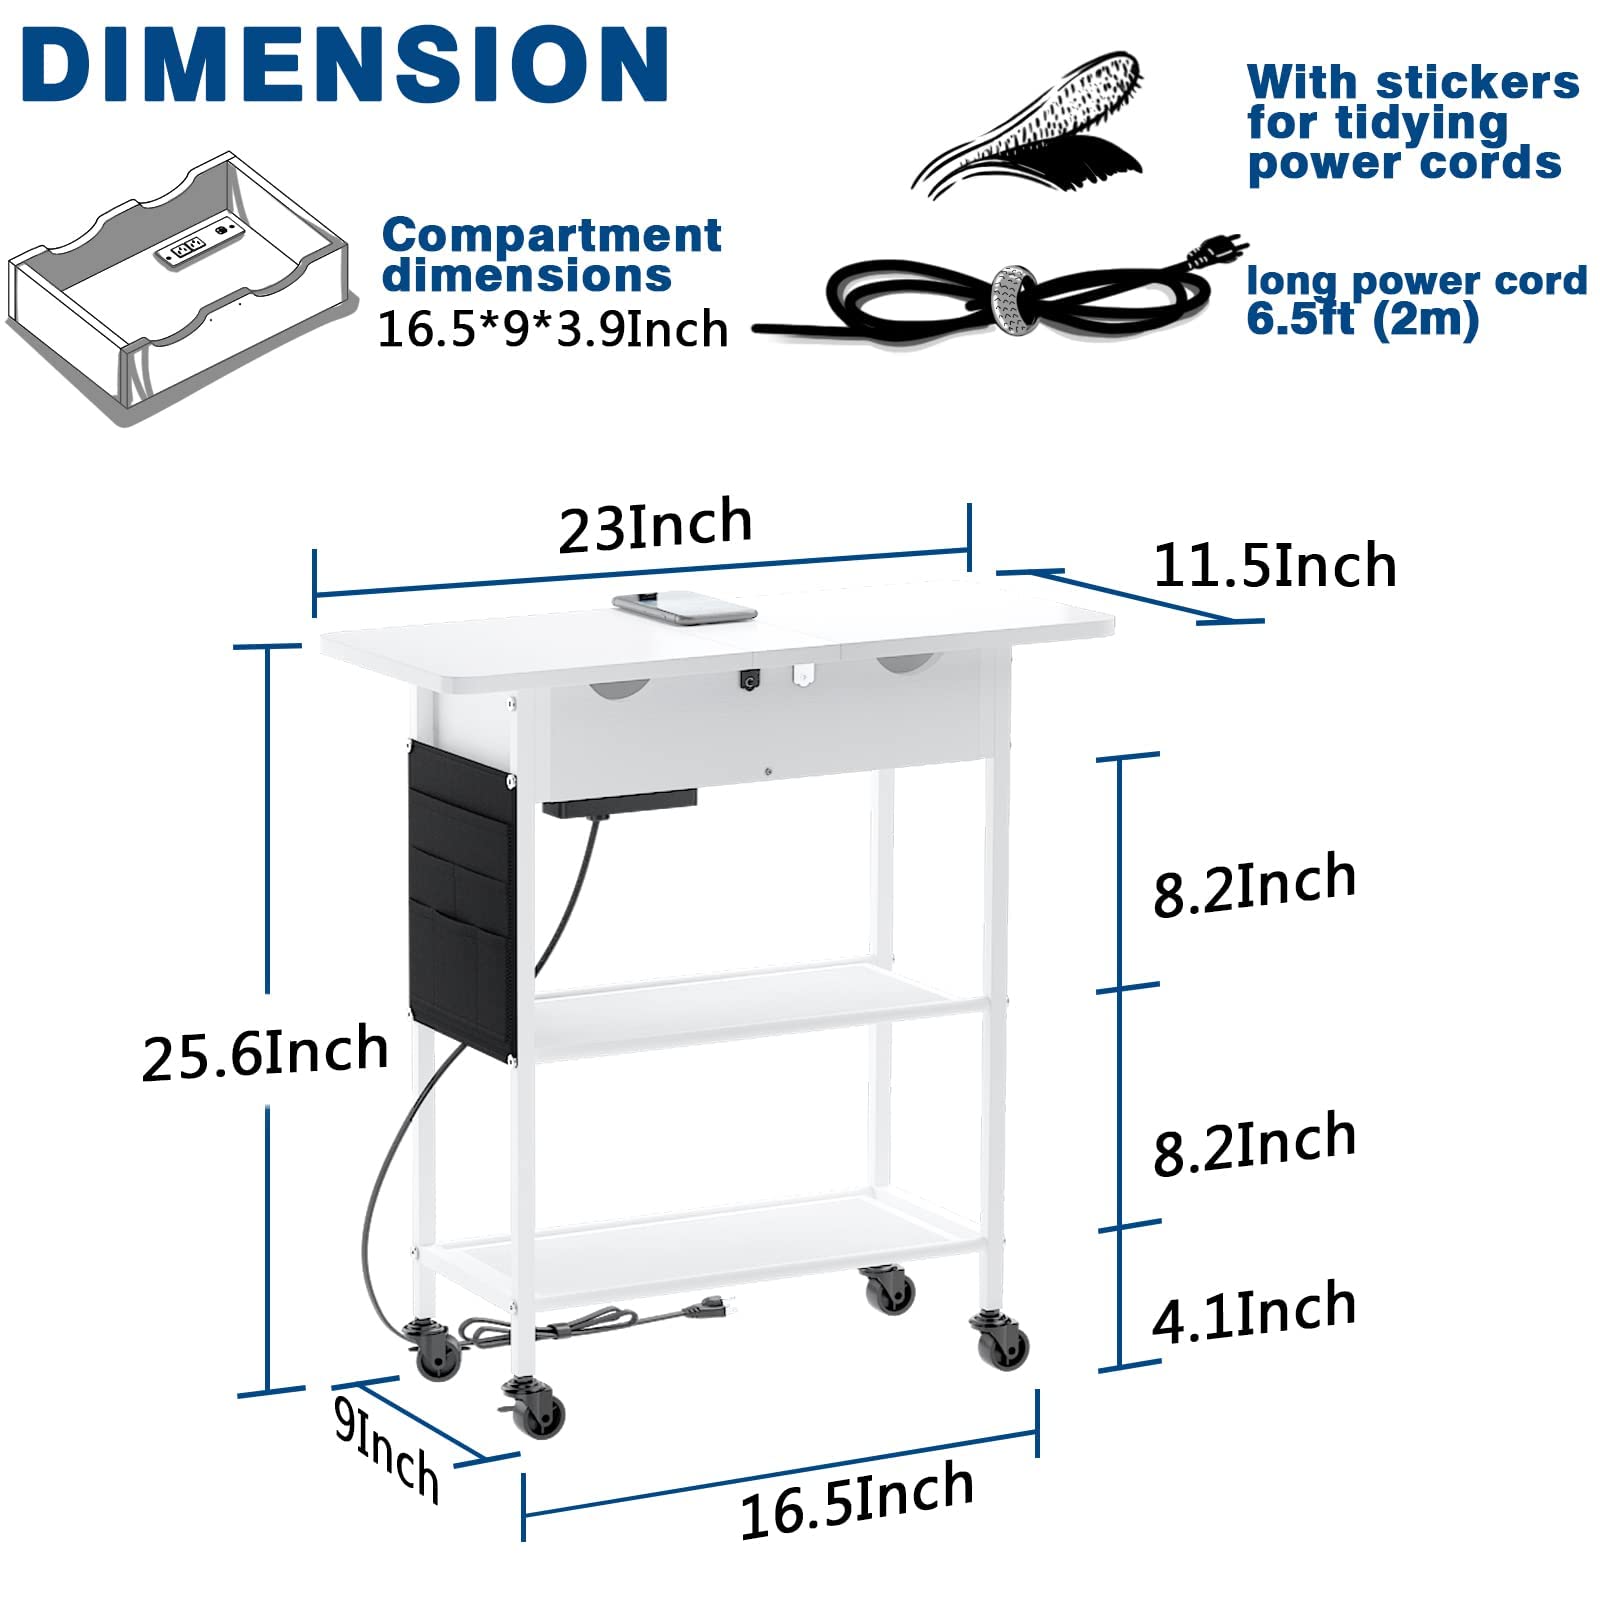 DIMENSION
With stickers
for tidying
power cords
Compartment
dimensions
16.5*9*3.9Inch
long power cord
6.5ft (2m)
23Inch
11.5Inch
8.2Inch
25.6Inch
8.2Inch
4.1Inch
9Inch
16.5Inch